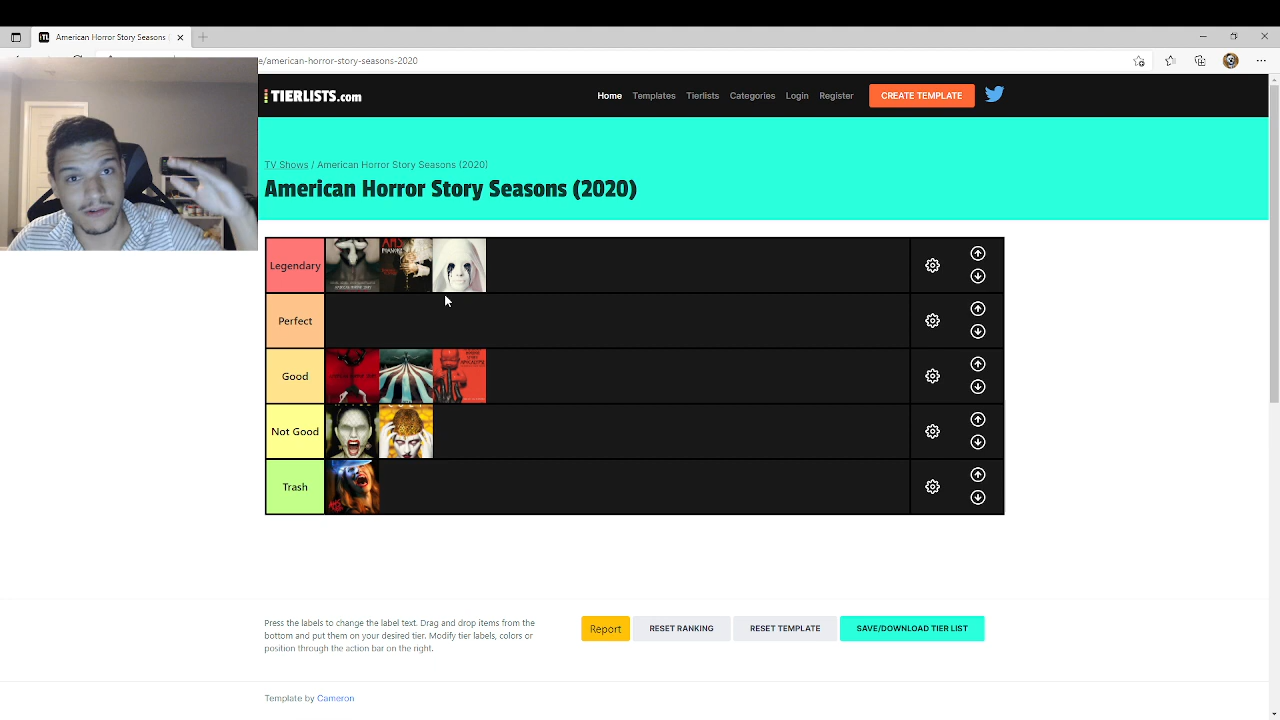 American Horror Story Seasons (
e/american-horror-story-seasons-2020
TIERLISTS.com
Home Templates Tierlists Categories Login Register CREATE TEMPLATE
TV Shows / American Horror Story Seasons (2020)
American Horror Story Seasons (2020)
Legendary
Perfect
Good
Not Good
Trash
Press the labels to change the label text. Drag and drop items from the
bottom and put them on your desired tier. Modify tier labels, colors or
position through the action bar on the right.
Report RESET RANKING RESET TEMPLATE SAVE/DOWNLOAD TIER LIST
Template by Cameron